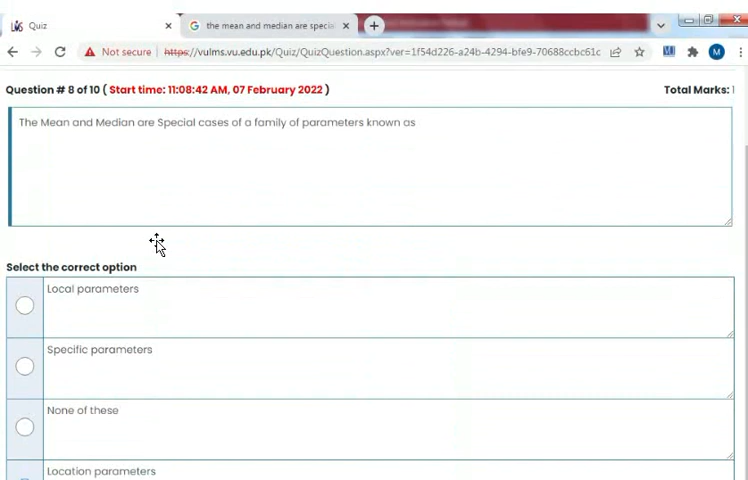 Quiz
the mean and median are specia
Not secure
https://vulms.vu.edu.pk/Quiz/QuizQuestion.aspx?ver=1f54d226-a24b-4294-bfe9-70688ccbc61c
M
Question # 8 of 10 ( Start time: 11:08:42 AM, 07 February 2022 )
Total Marks: 1
The Mean and Median are Special cases of a family of parameters known as
Select the correct option
Local parameters
Specific parameters
None of these
Location parameters